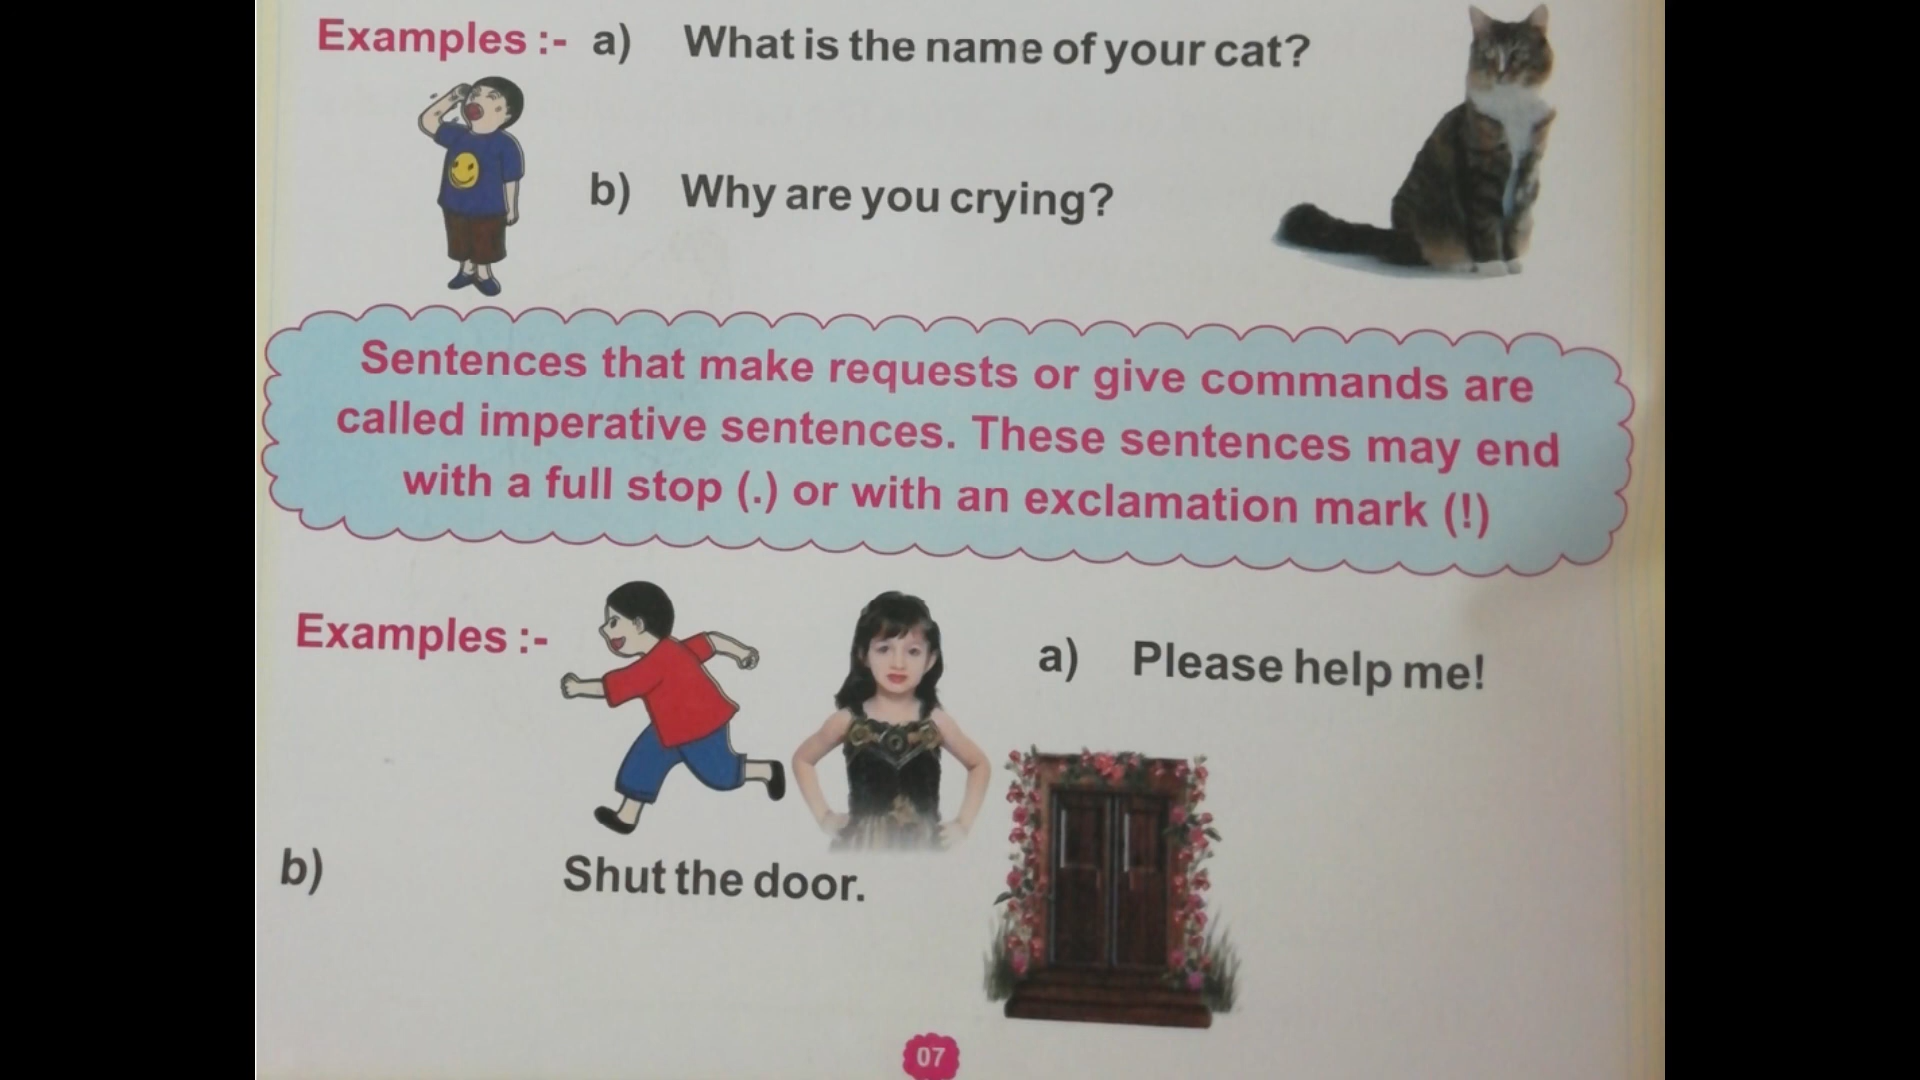 Examples :- a) What is the name of your cat?
b) Why are you crying?
Sentences that make requests or give commands are
called imperative sentences. These sentences may end
with a full stop (.) or with an exclamation mark (!)
Examples :- a) Please help me!
b) Shut the door.
07